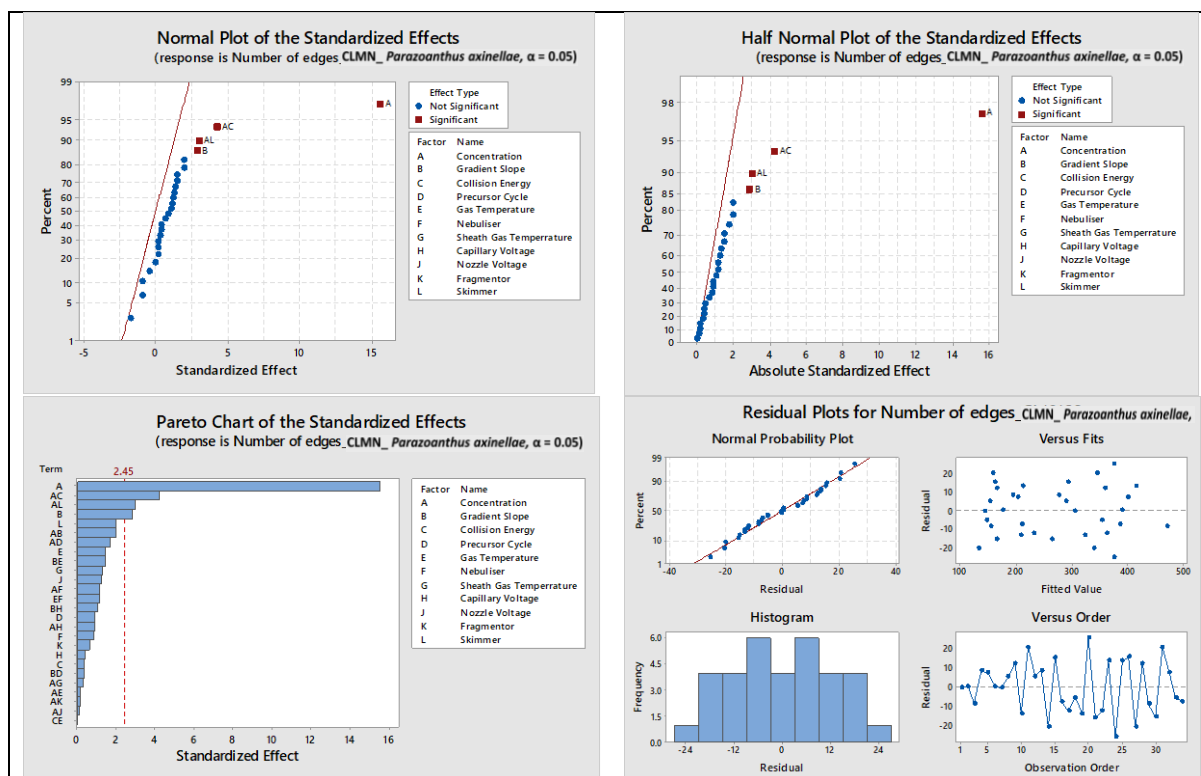 Normal Plot of the Standardized Effects
(response is Number of edges_CLMN_ Parazoanthus axinellae, α = 0.05)
99
95
90
80
70
60
50
40
30
20
10
5
1
Percent
A
AC
AL
B
-5 0 5 10 15
Standardized Effect
Effect Type
Not Significant
Significant
Factor Name
A Concentration
B Gradient Slope
C Collision Energy
D Precursor Cycle
E Gas Temperature
F Nebuliser
G Sheath Gas Temperrature
H Capillary Voltage
J Nozzle Voltage
K Fragmentor
L Skimmer
Half Normal Plot of the Standardized Effects
(response is Number of edges_CLMN_ Parazoanthus axinellae, α = 0.05)
98
95
90
85
80
70
60
50
40
30
20
10
0
Percent
A
AC
AL
B
0 2 4 6 8 10 12 14 16
Absolute Standardized Effect
Effect Type
Not Significant
Significant
Factor Name
A Concentration
B Gradient Slope
C Collision Energy
D Precursor Cycle
E Gas Temperature
F Nebuliser
G Sheath Gas Temperrature
H Capillary Voltage
J Nozzle Voltage
K Fragmentor
L Skimmer
Pareto Chart of the Standardized Effects
(response is Number of edges_CLMN_ Parazoanthus axinellae, α = 0.05)
Term
2.45
A
AC
AL
B
L
AB
AD
E
BE
G
J
AF
EF
BH
D
AH
F
K
H
C
BD
AG
AE
AK
AJ
CE
0 2 4 6 8 10 12 14 16
Standardized Effect
Factor Name
A Concentration
B Gradient Slope
C Collision Energy
D Precursor Cycle
E Gas Temperature
F Nebuliser
G Sheath Gas Temperrature
H Capillary Voltage
J Nozzle Voltage
K Fragmentor
L Skimmer
Residual Plots for Number of edges_CLMN_ Parazoanthus axinellae,
Normal Probability Plot
99
90
50
10
1
Percent
-40 -20 0 20 40
Residual
Versus Fits
20
10
0
-10
-20
Residual
100 200 300 400 500
Fitted Value
Histogram
6.0
4.5
3.0
1.5
0.0
Frequency
-24 -12 0 12 24
Residual
Versus Order
20
10
0
-10
-20
Residual
1 5 10 15 20 25 30
Observation Order